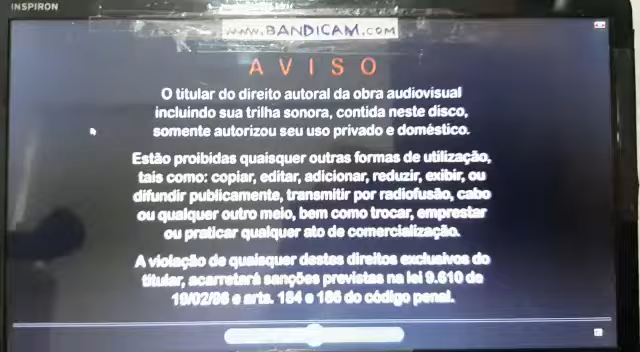 INSPIRON
www.BANDICAM.com
AVISO
O titular do direito autoral da obra audiovisual
incluindo sua trilha sonora, contida neste disco,
somente autorizou seu uso privado e doméstico.
Estão proibidas quaisquer outras formas de utilização,
tais como: copiar, editar, adicionar, reduzir, exibir, ou
difundir publicamente, transmitir por radiofusão, cabo
ou qualquer outro meio, bem como trocar, emprestar
ou praticar qualquer ato de comercialização.
A violação de quaisquer destes direitos exclusivos do
titular, acarretará sanções previstas na lei 9.610 de
19/02/98 e arts. 184 e 186 do código penal.